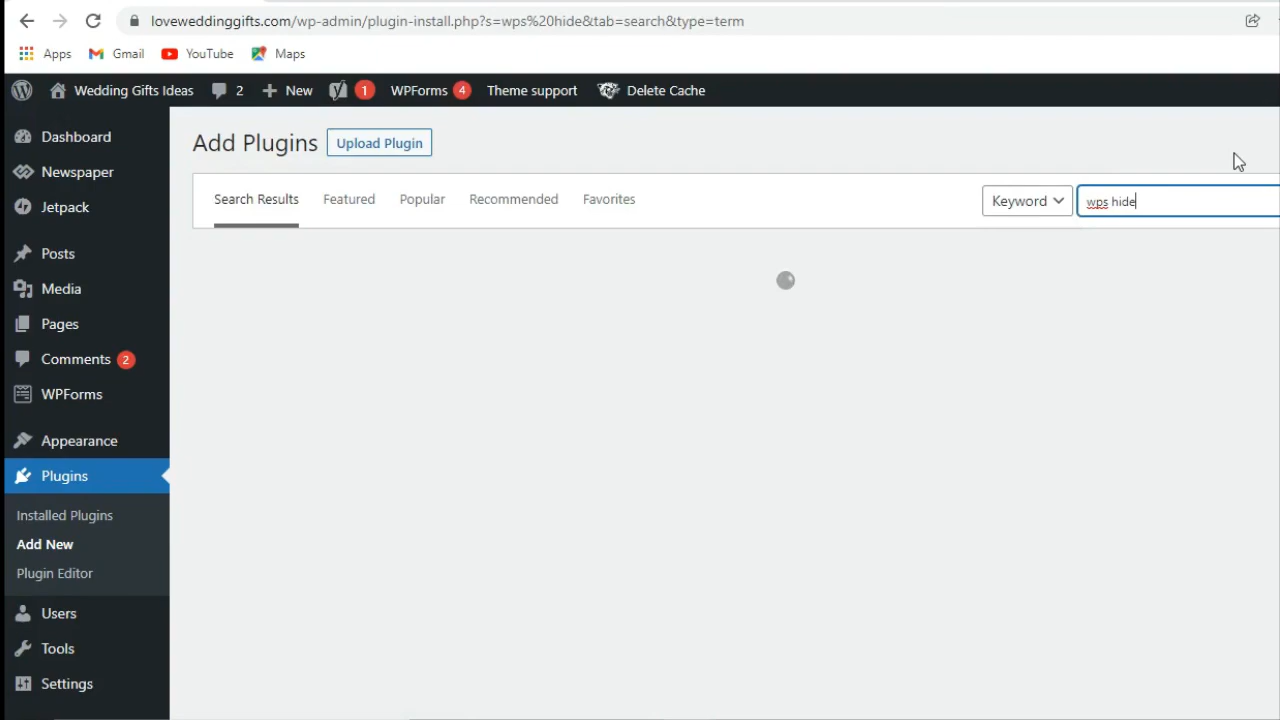 loveweddinggifts.com/wp-admin/plugin-install.php?s=wps%20hide&tab=search&type=term
Apps Gmail YouTube Maps
Wedding Gifts Ideas 2 New 1 WPForms 4 Theme support Delete Cache
Dashboard
Newspaper
Jetpack
Posts
Media
Pages
Comments 2
WPForms
Appearance
Plugins
Installed Plugins
Add New
Plugin Editor
Users
Tools
Settings
Add Plugins Upload Plugin
Search Results Featured Popular Recommended Favorites Keyword wps hide